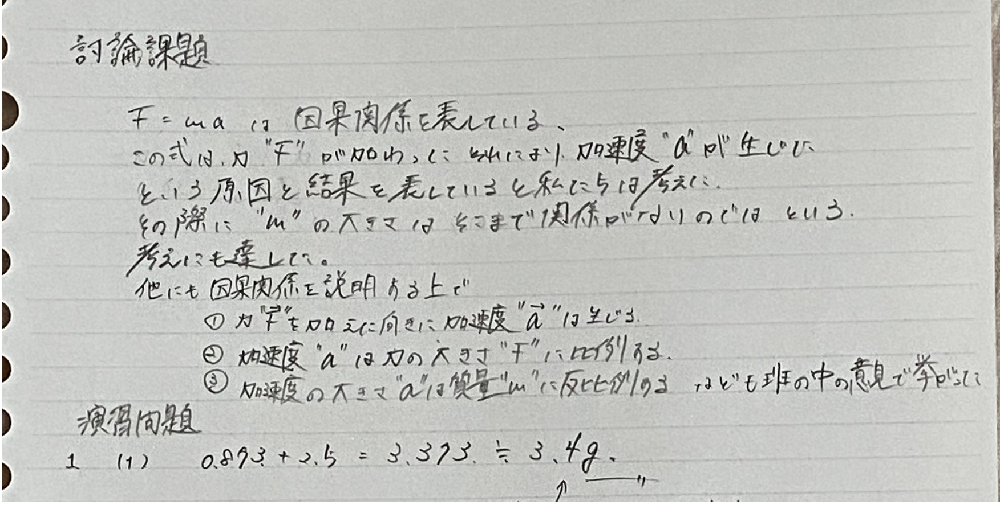 討論課題
F = ma は 因果関係を表している、
この式は、力 "F" が加わった それにより、加速度 "a" が 生じた
という原因と結果を表していると私たちは考えた.
その際に "m" の大きさは そこまで関係がないのでは という.
考えにも達した。
他にも因果関係を説明する上で
① 力"F⃗"を加えた向きに加速度"a⃗"は生じる.
② 加速度"a"は力の大きさ"F"に比例する.
③ 加速度の大きさ"a"は質量"m"に反比例する なども班の中の意見で挙がった
演習問題
1 (1) 0.893 + 2.5 = 3.393. ≒ 3.4g.